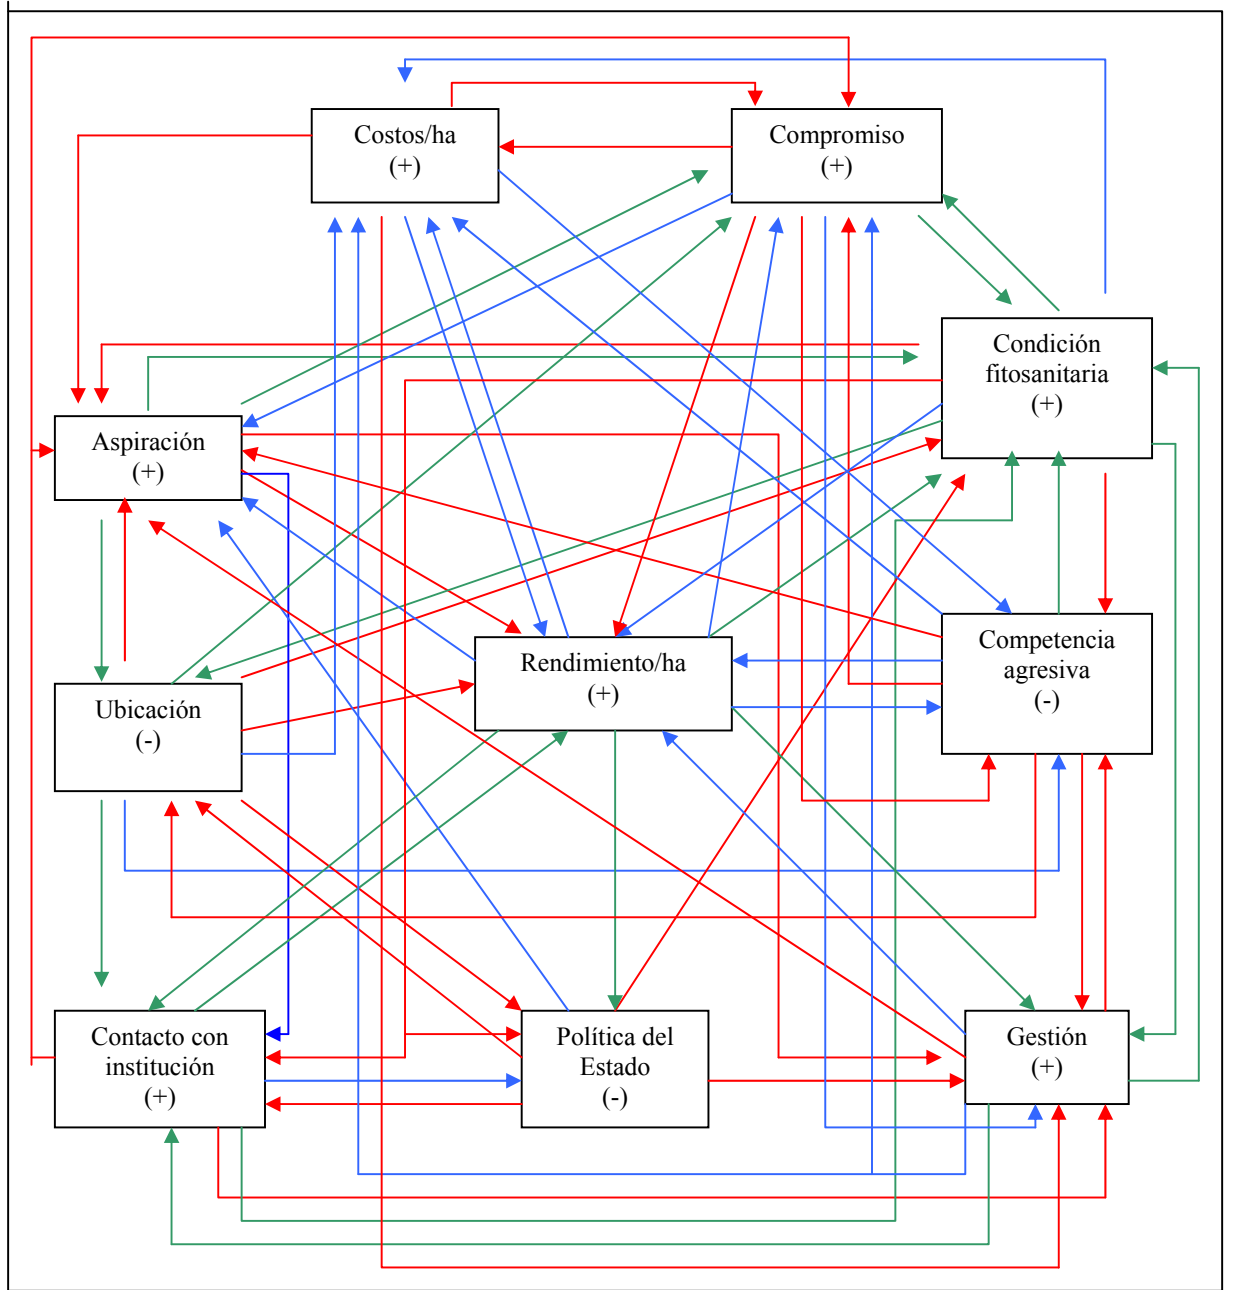 Costos/ha
(+)
Compromiso
(+)
Condición
fitosanitaria
(+)
Aspiración
(+)
Competencia
agresiva
(-)
Rendimiento/ha
(+)
Ubicación
(-)
Contacto con
institución
(+)
Política del
Estado
(-)
Gestión
(+)